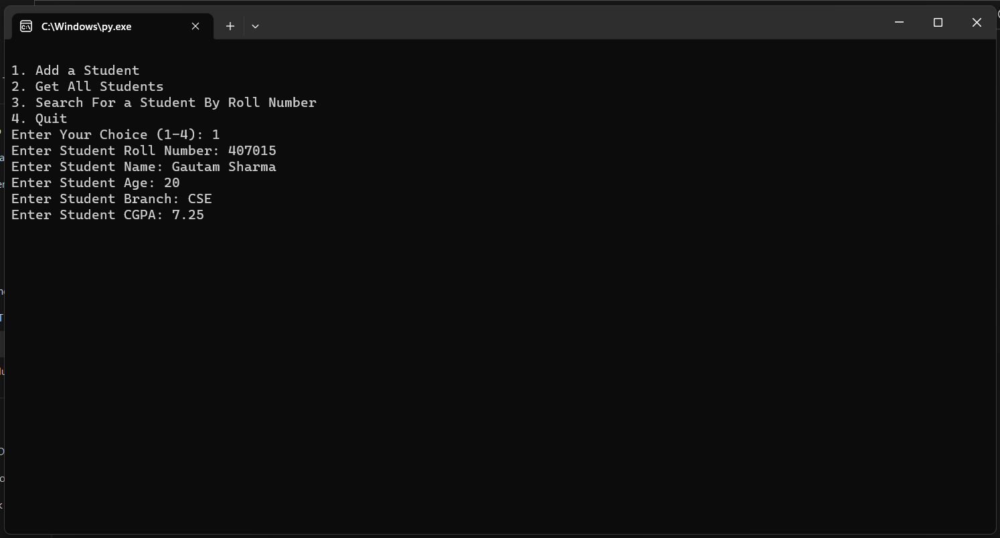 C:\Windows\py.exe
1. Add a Student
2. Get All Students
3. Search For a Student By Roll Number
4. Quit
Enter Your Choice (1-4): 1
Enter Student Roll Number: 407015
Enter Student Name: Gautam Sharma
Enter Student Age: 20
Enter Student Branch: CSE
Enter Student CGPA: 7.25